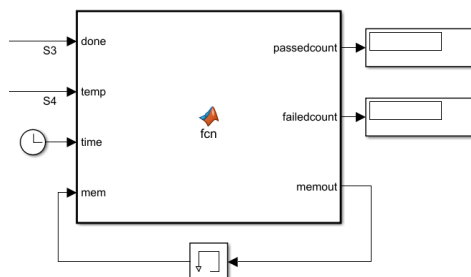 done
S3
passedcount
temp
S4
failedcount
fcn
time
memout
mem